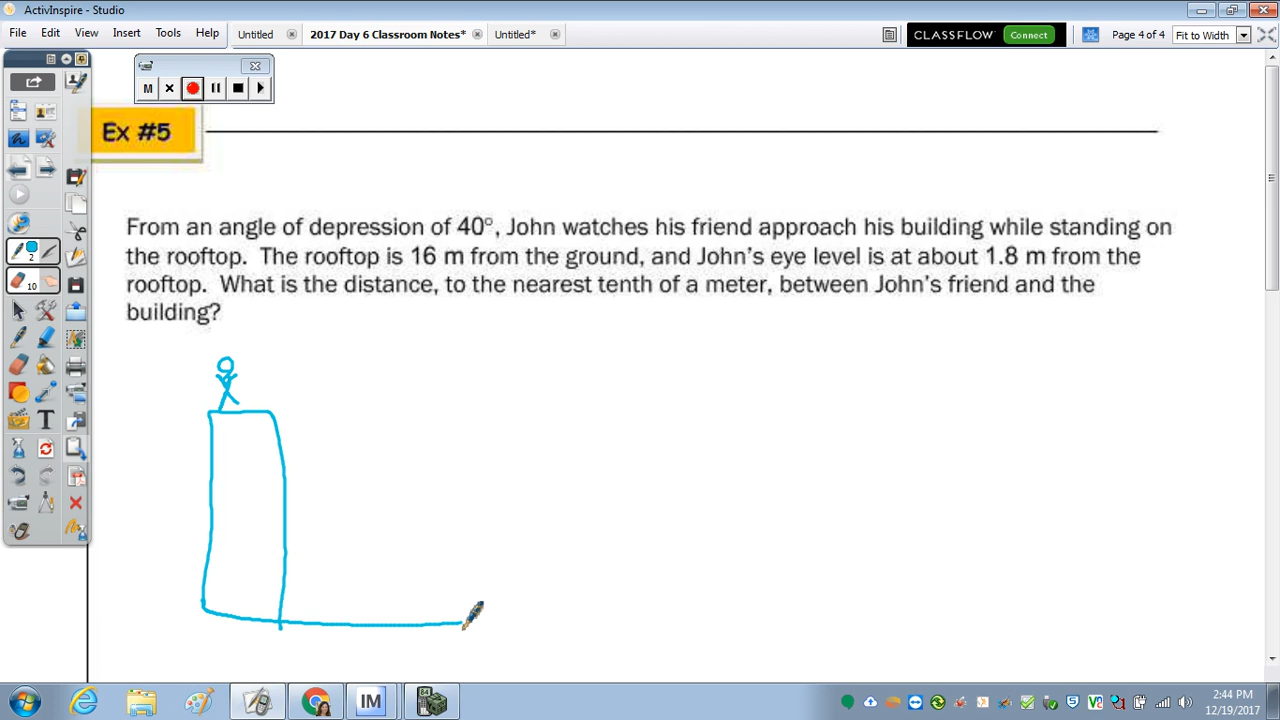 ActivInspire - Studio
File Edit View Insert Tools Help Untitled 2017 Day 6 Classroom Notes* Untitled* CLASSFLOW Connect Page 4 of 4 Fit to Width
M
Ex #5
From an angle of depression of 40°, John watches his friend approach his building while standing on
the rooftop. The rooftop is 16 m from the ground, and John's eye level is at about 1.8 m from the
rooftop. What is the distance, to the nearest tenth of a meter, between John's friend and the
building?
2
10
T
IM
2:44 PM
12/19/2017